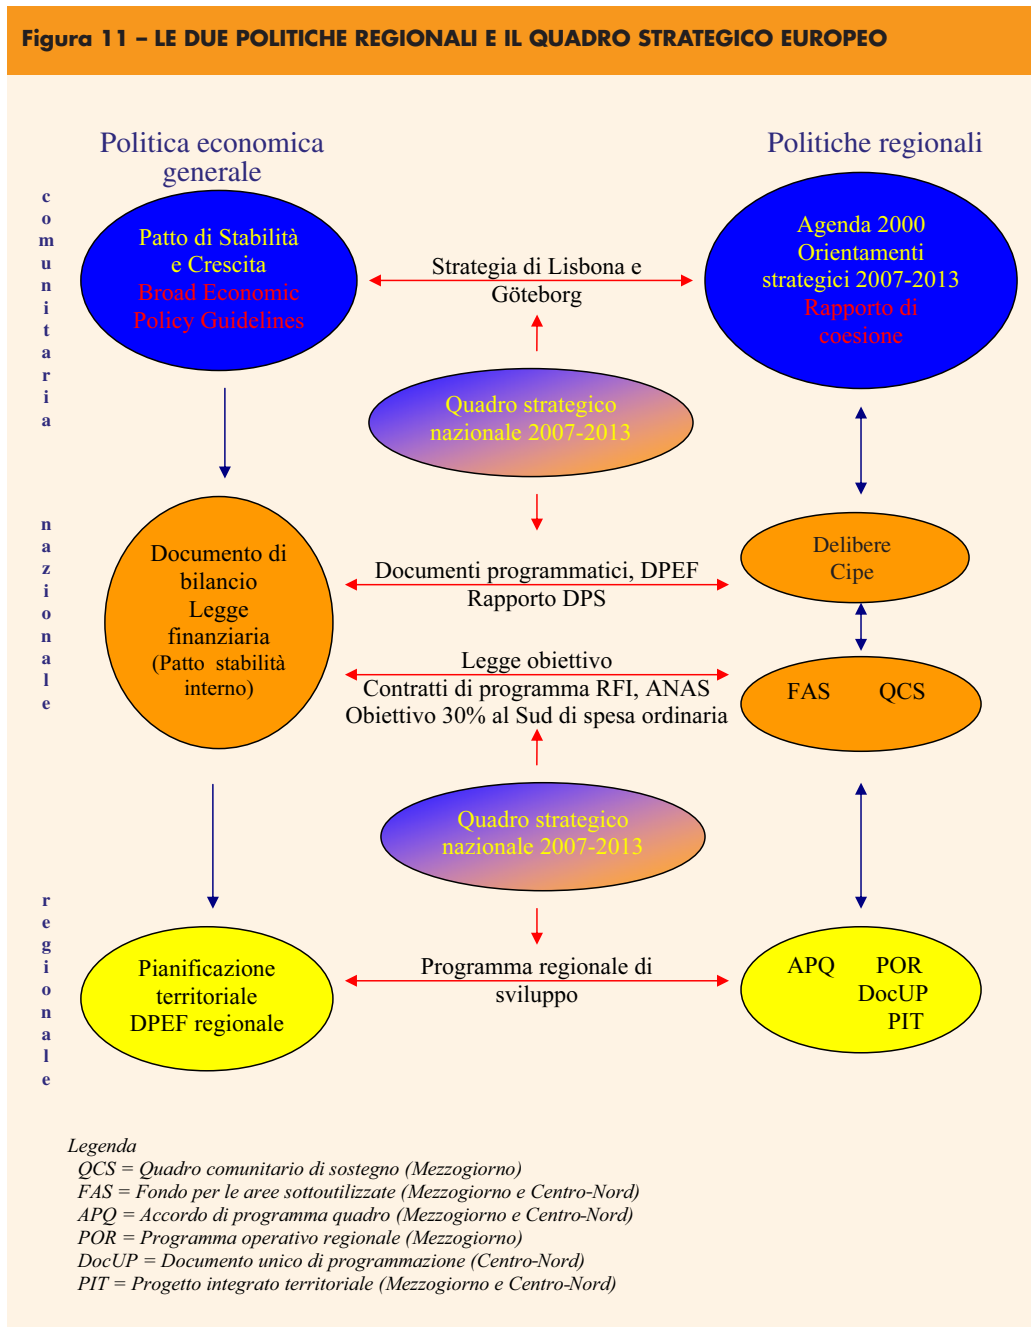 Figura 11 – LE DUE POLITICHE REGIONALI E IL QUADRO STRATEGICO EUROPEO
Politica economica
generale
Politiche regionali
comunitaria
Patto di Stabilità
e Crescita
Broad Economic
Policy Guidelines
Strategia di Lisbona e
Göteborg
Agenda 2000
Orientamenti
strategici 2007-2013
Rapporto di
coesione
Quadro strategico
nazionale 2007-2013
nazionale
Documento di
bilancio
Legge
finanziaria
(Patto stabilità
interno)
Documenti programmatici, DPEF
Rapporto DPS
Delibere
Cipe
Legge obiettivo
Contratti di programma RFI, ANAS
Obiettivo 30% al Sud di spesa ordinaria
FAS QCS
Quadro strategico
nazionale 2007-2013
regionale
Pianificazione
territoriale
DPEF regionale
Programma regionale di
sviluppo
APQ POR
DocUP
PIT
Legenda
QCS = Quadro comunitario di sostegno (Mezzogiorno)
FAS = Fondo per le aree sottoutilizzate (Mezzogiorno e Centro-Nord)
APQ = Accordo di programma quadro (Mezzogiorno e Centro-Nord)
POR = Programma operativo regionale (Mezzogiorno)
DocUP = Documento unico di programmazione (Centro-Nord)
PIT = Progetto integrato territoriale (Mezzogiorno e Centro-Nord)